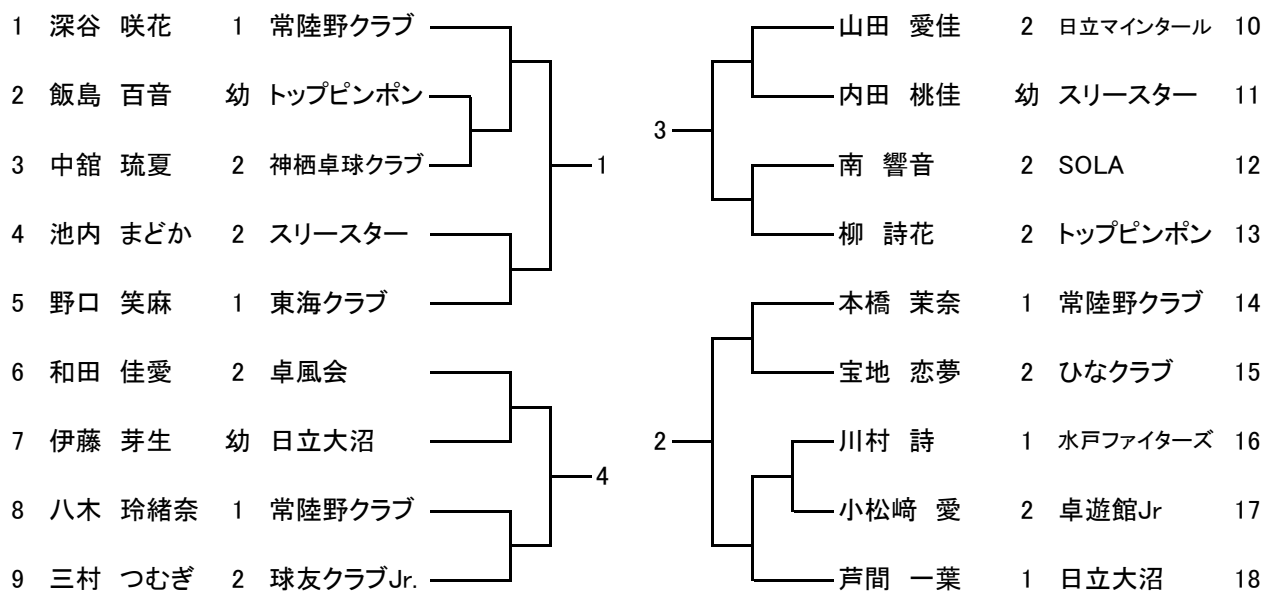 1 深谷 咲花 1 常陸野クラブ
2 飯島 百音 幼 トップピンポン
3 中舘 琉夏 2 神栖卓球クラブ
4 池内 まどか 2 スリースター
5 野口 笑麻 1 東海クラブ
6 和田 佳愛 2 卓風会
7 伊藤 芽生 幼 日立大沼
8 八木 玲緒奈 1 常陸野クラブ
9 三村 つむぎ 2 球友クラブJr.
1
4
3
2
山田 愛佳 2 日立マインタール 10
内田 桃佳 幼 スリースター 11
南 響音 2 SOLA 12
柳 詩花 2 トップピンポン 13
本橋 茉奈 1 常陸野クラブ 14
宝地 恋夢 2 ひなクラブ 15
川村 詩 1 水戸ファイターズ 16
小松﨑 愛 2 卓遊館Jr 17
芦間 一葉 1 日立大沼 18